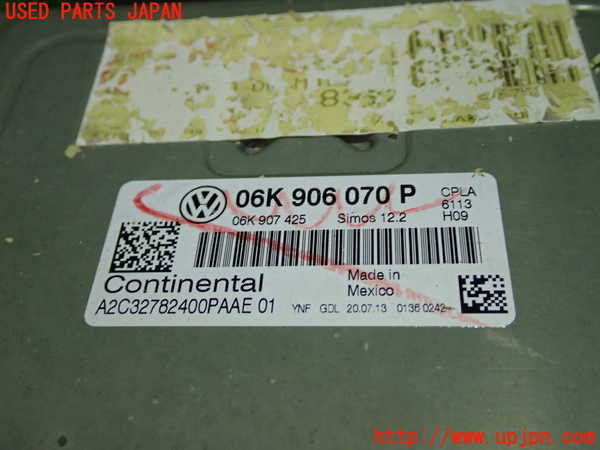 USED PARTS JAPAN
06K 906 070 P
CPLA
6113
H09
06K 907 425 Simos 12.2
Continental
Made in
Mexico
A2C32782400PAAE 01
YNF GDL 20.07.13 0136 0242
http://www.upjpn.com/